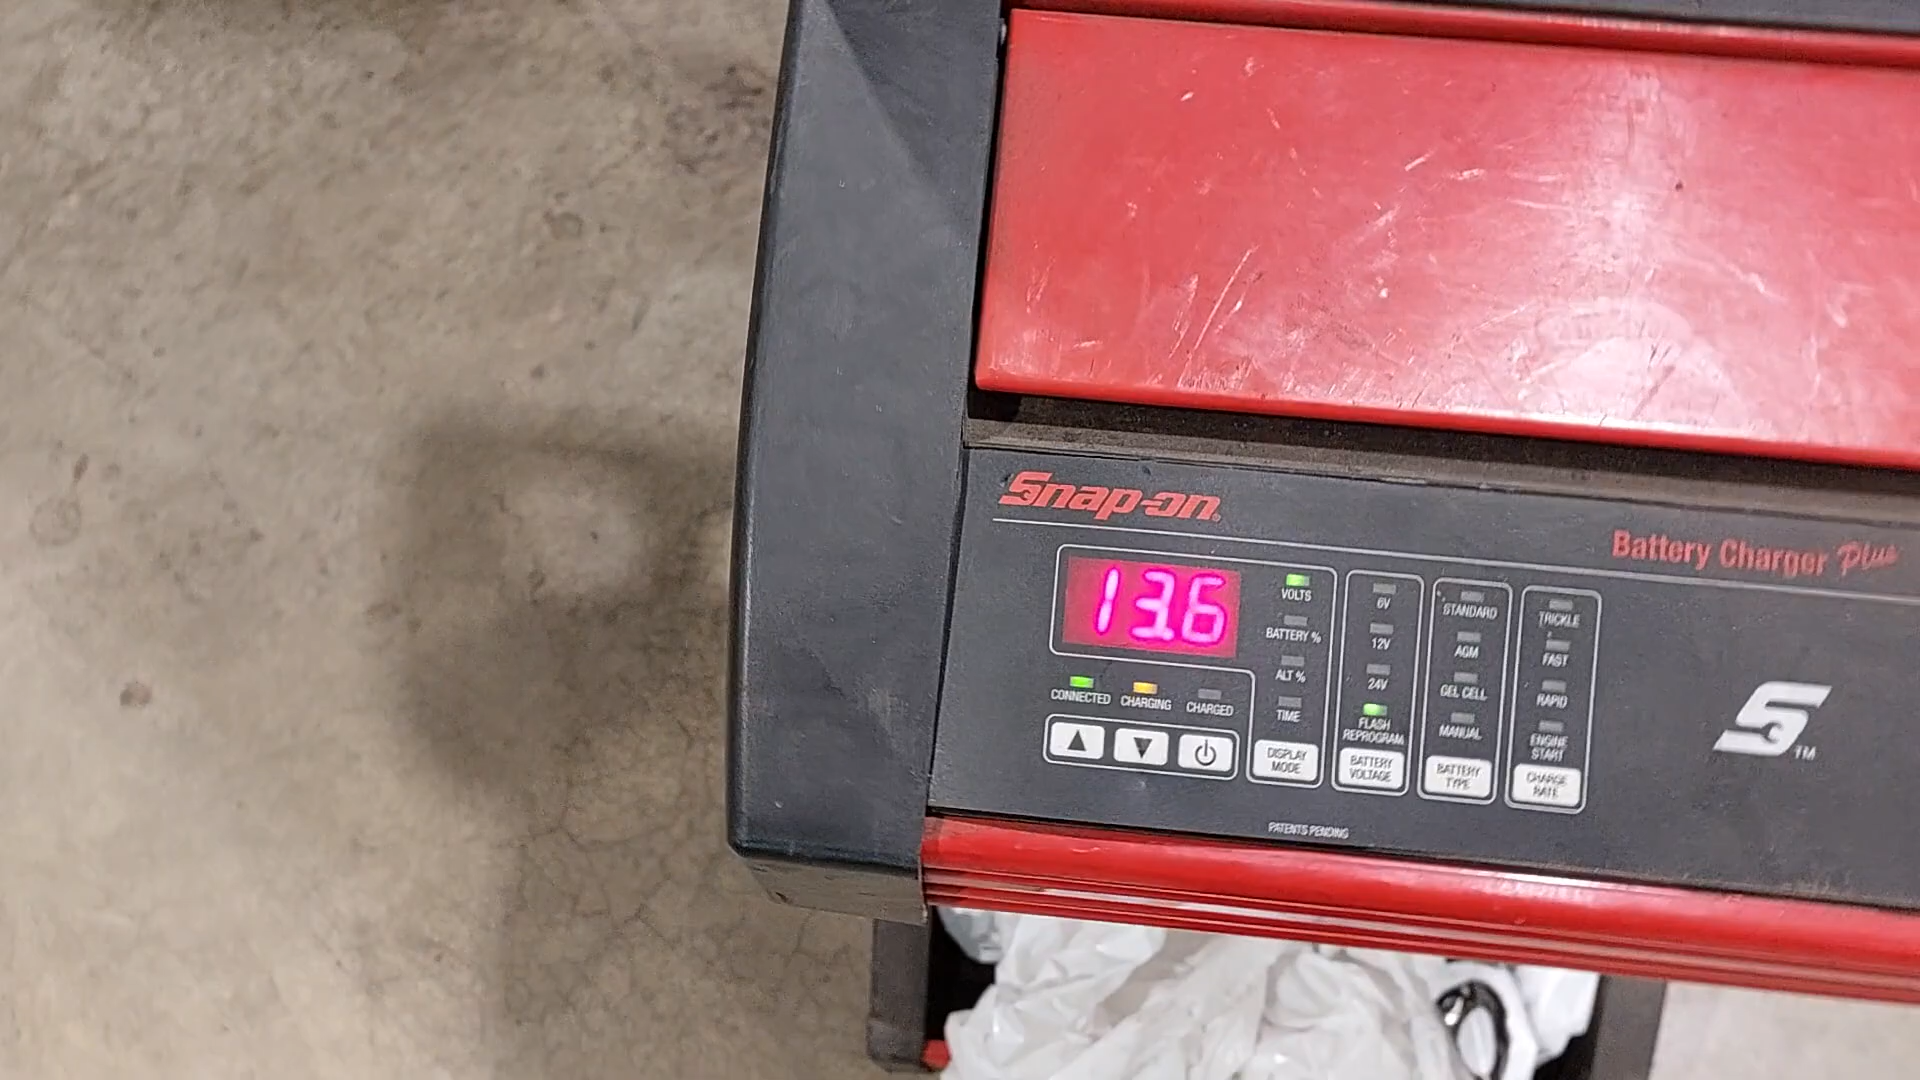 Snap-on
Battery Charger Plus
13.6
VOLTS
BATTERY %
ALT %
TIME
DISPLAY
MODE
6V
12V
24V
FLASH
REPROGRAM
BATTERY
VOLTAGE
STANDARD
AGM
GEL CELL
MANUAL
BATTERY
TYPE
TRICKLE
FAST
RAPID
ENGINE
START
CHARGE
RATE
CONNECTED CHARGING CHARGED
S TM
PATENTS PENDING